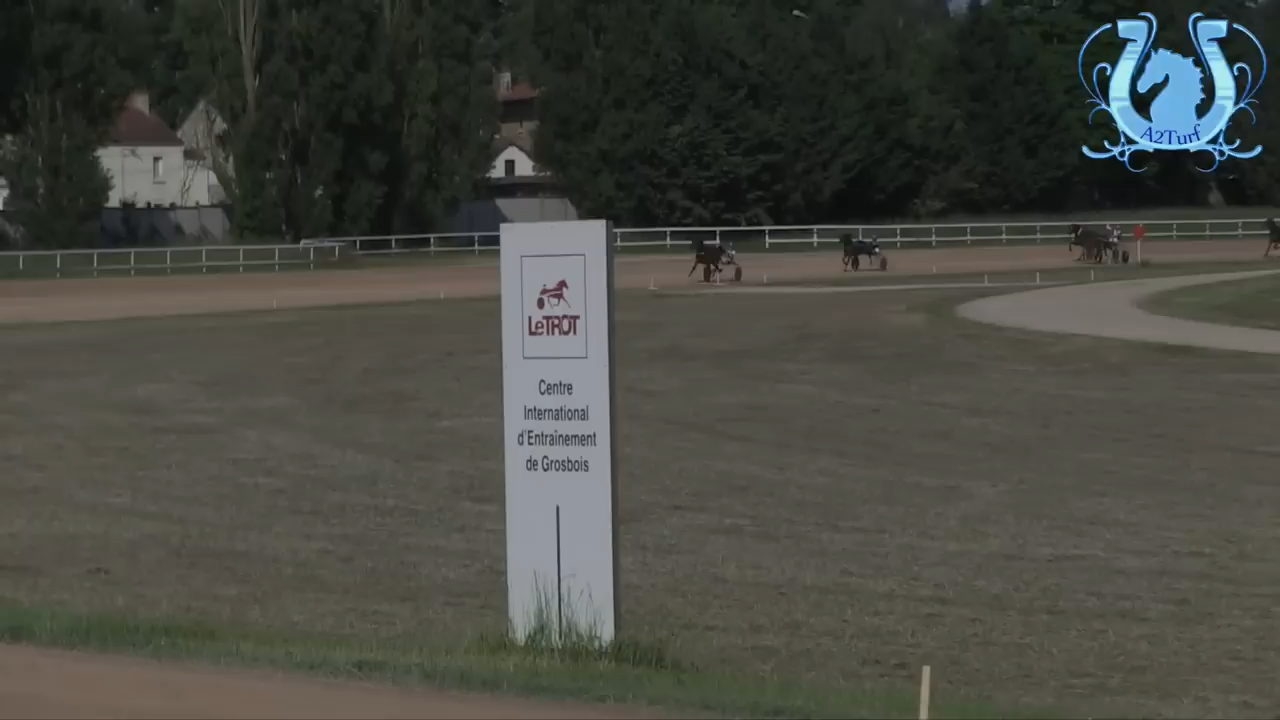 A2Turf
LeTROT
Centre
International
d'Entraînement
de Grosbois